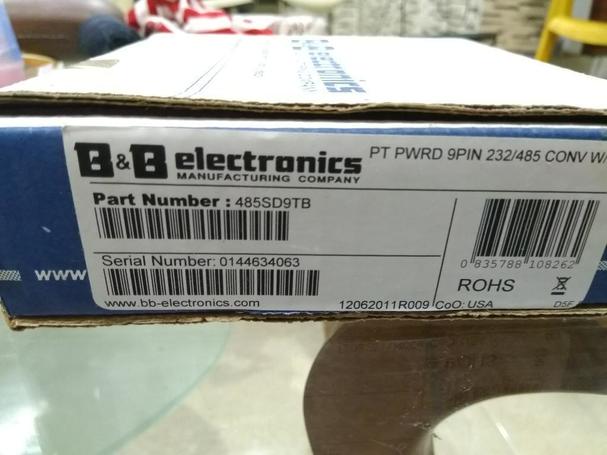 B&B electronics
MANUFACTURING COMPANY
PT PWRD 9PIN 232/485 CONV W/
Part Number : 485SD9TB
Serial Number: 0144634063
0 835788 108262
ROHS
www
www.bb-electronics.com
12062011R009 CoO: USA